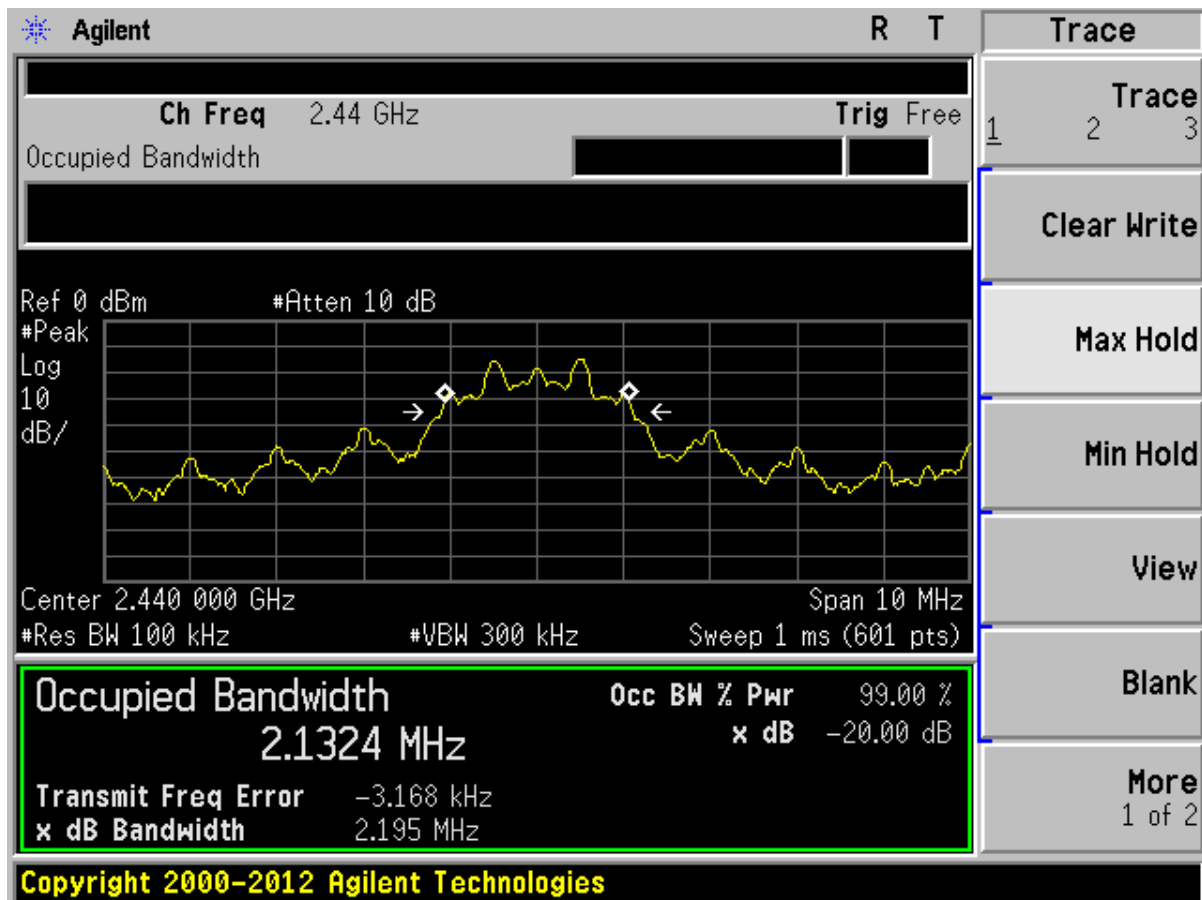 Agilent
R T
Trace
Ch Freq 2.44 GHz
Trig Free
Occupied Bandwidth
Trace
1 2 3
Clear Write
Max Hold
Min Hold
View
Blank
More
1 of 2
Ref 0 dBm
#Atten 10 dB
#Peak
Log
10
dB/
Center 2.440 000 GHz
Span 10 MHz
#Res BW 100 kHz
#VBW 300 kHz
Sweep 1 ms (601 pts)
Occupied Bandwidth
2.1324 MHz
Occ BW % Pwr 99.00 %
x dB -20.00 dB
Transmit Freq Error -3.168 kHz
x dB Bandwidth 2.195 MHz
Copyright 2000-2012 Agilent Technologies